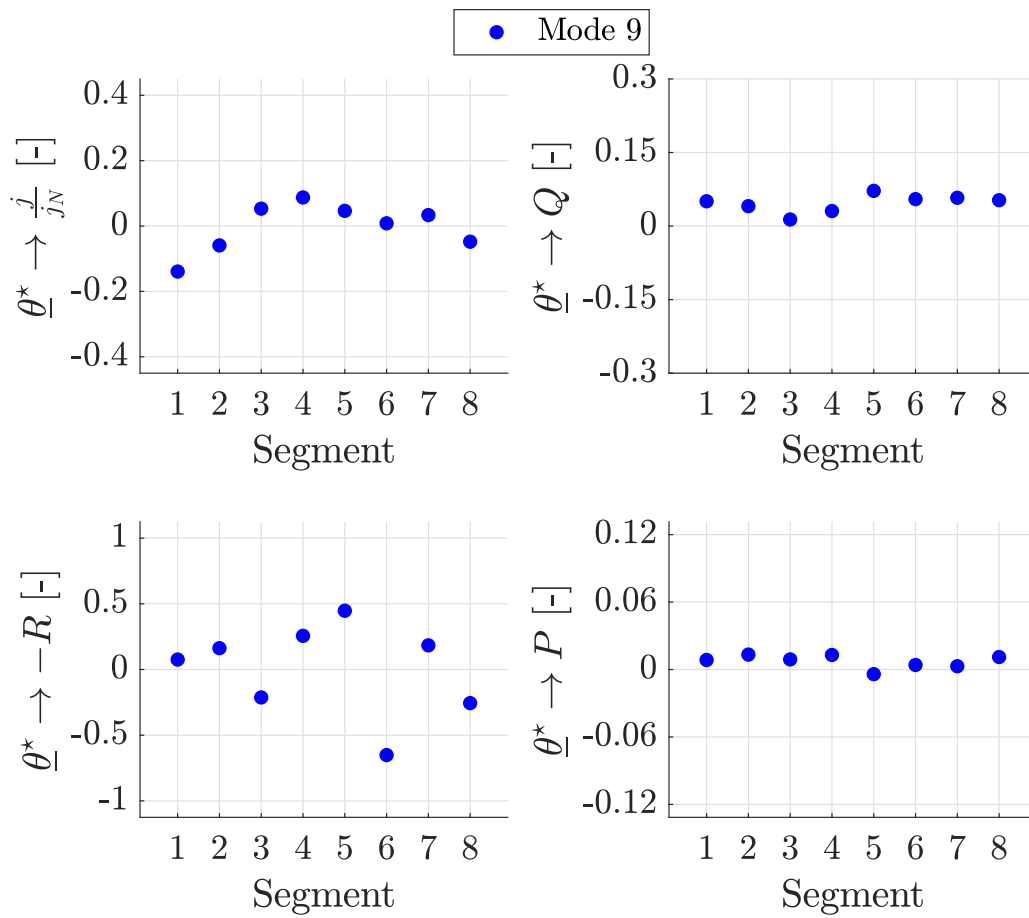 Mode 9
0.4
0.2
0
-0.2
-0.4
θ* → j/j_N [-]
1 2 3 4 5 6 7 8
Segment
0.3
0.15
0
-0.15
-0.3
θ* → Q [-]
1 2 3 4 5 6 7 8
Segment
1
0.5
0
-0.5
-1
θ* → −R [-]
1 2 3 4 5 6 7 8
Segment
0.12
0.06
0
-0.06
-0.12
θ* → P [-]
1 2 3 4 5 6 7 8
Segment